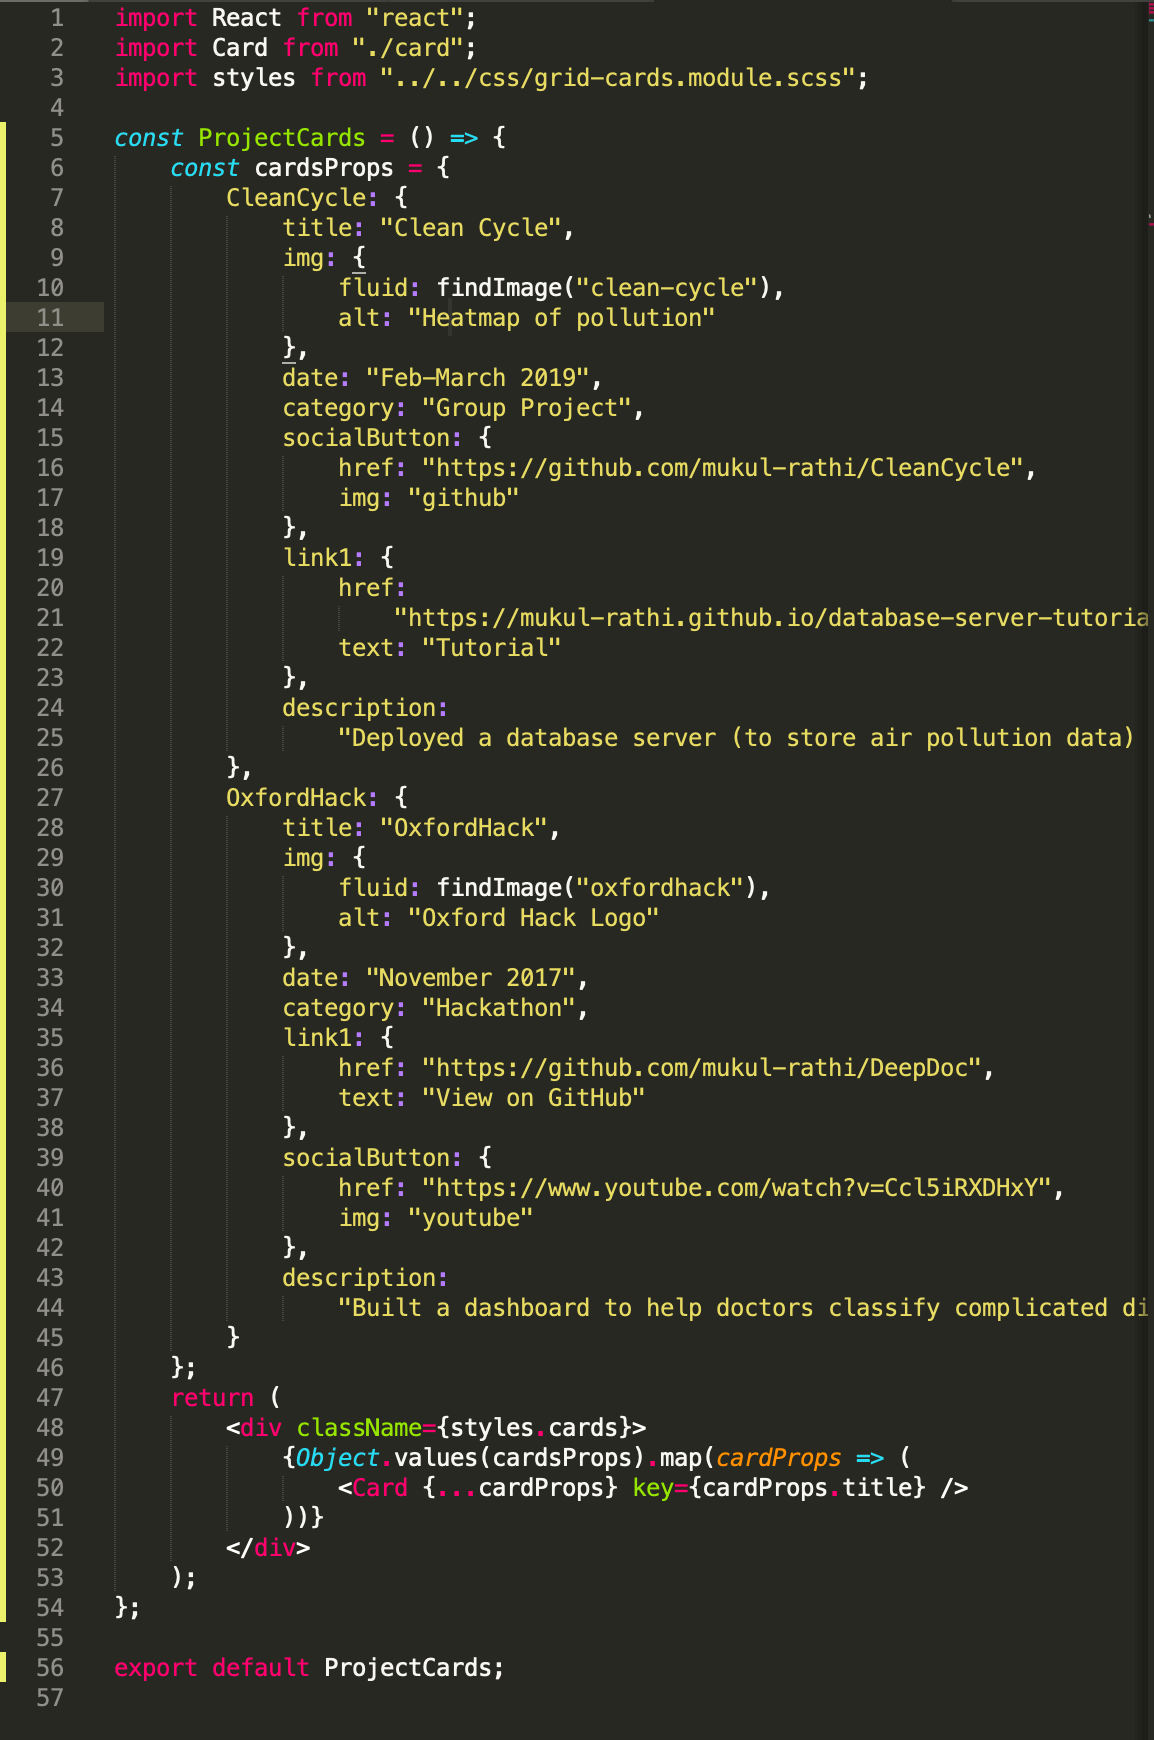 1 import React from "react";
2 import Card from "./card";
3 import styles from "../../css/grid-cards.module.scss";
4
5 const ProjectCards = () => {
6     const cardsProps = {
7         CleanCycle: {
8             title: "Clean Cycle",
9             img: {
10                 fluid: findImage("clean-cycle"),
11                 alt: "Heatmap of pollution"
12             },
13             date: "Feb-March 2019",
14             category: "Group Project",
15             socialButton: {
16                 href: "https://github.com/mukul-rathi/CleanCycle",
17                 img: "github"
18             },
19             link1: {
20                 href:
21                     "https://mukul-rathi.github.io/database-server-tutoria
22                 text: "Tutorial"
23             },
24             description:
25                 "Deployed a database server (to store air pollution data)
26         },
27         OxfordHack: {
28             title: "OxfordHack",
29             img: {
30                 fluid: findImage("oxfordhack"),
31                 alt: "Oxford Hack Logo"
32             },
33             date: "November 2017",
34             category: "Hackathon",
35             link1: {
36                 href: "https://github.com/mukul-rathi/DeepDoc",
37                 text: "View on GitHub"
38             },
39             socialButton: {
40                 href: "https://www.youtube.com/watch?v=Ccl5iRXDHxY",
41                 img: "youtube"
42             },
43             description:
44                 "Built a dashboard to help doctors classify complicated di
45         }
46     };
47     return (
48         <div className={styles.cards}>
49             {Object.values(cardsProps).map(cardProps => (
50                 <Card {...cardProps} key={cardProps.title} />
51             ))}
52         </div>
53     );
54 };
55
56 export default ProjectCards;
57